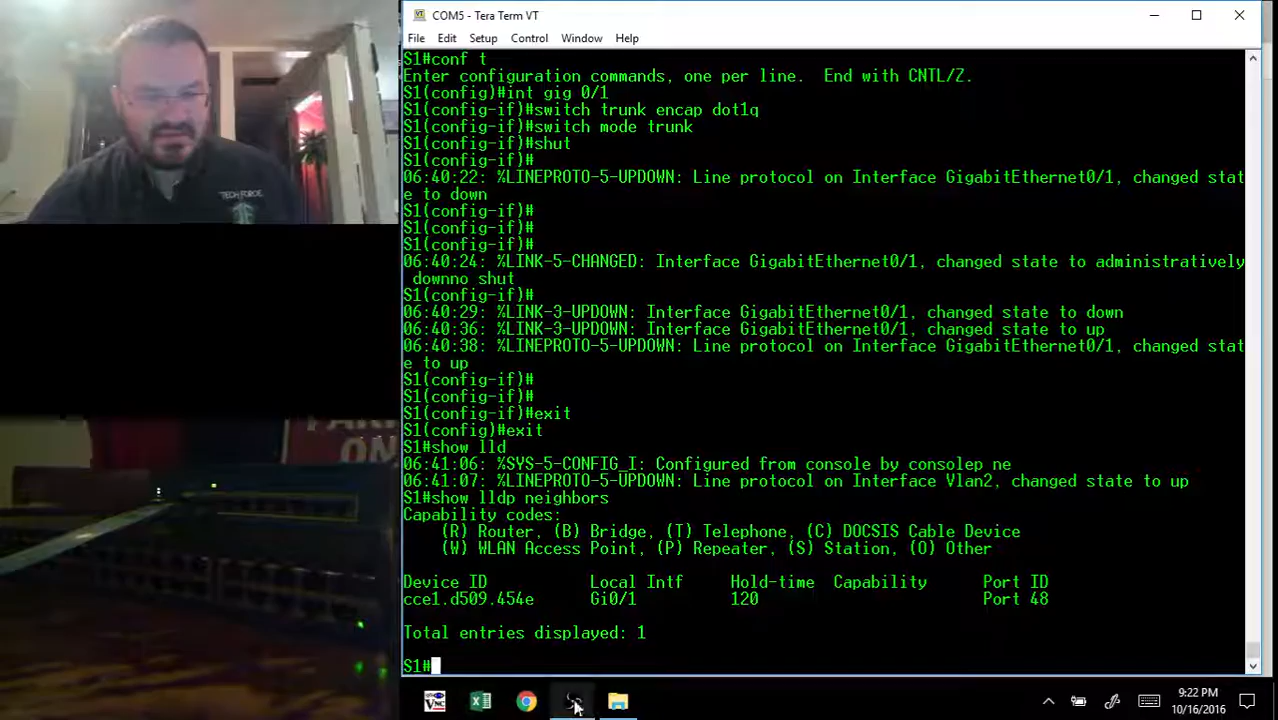 COM5 - Tera Term VT
File Edit Setup Control Window Help
S1#conf t
Enter configuration commands, one per line.  End with CNTL/Z.
S1(config)#int gig 0/1
S1(config-if)#switch trunk encap dot1q
S1(config-if)#switch mode trunk
S1(config-if)#shut
S1(config-if)#
06:40:22: %LINEPROTO-5-UPDOWN: Line protocol on Interface GigabitEthernet0/1, changed stat
e to down
S1(config-if)#
S1(config-if)#
S1(config-if)#
06:40:24: %LINK-5-CHANGED: Interface GigabitEthernet0/1, changed state to administratively
 downno shut
S1(config-if)#
06:40:29: %LINK-3-UPDOWN: Interface GigabitEthernet0/1, changed state to down
06:40:36: %LINK-3-UPDOWN: Interface GigabitEthernet0/1, changed state to up
06:40:38: %LINEPROTO-5-UPDOWN: Line protocol on Interface GigabitEthernet0/1, changed stat
e to up
S1(config-if)#
S1(config-if)#
S1(config-if)#exit
S1(config)#exit
S1#show lld
06:41:06: %SYS-5-CONFIG_I: Configured from console by consolep ne
06:41:07: %LINEPROTO-5-UPDOWN: Line protocol on Interface Vlan2, changed state to up
S1#show lldp neighbors
Capability codes:
    (R) Router, (B) Bridge, (T) Telephone, (C) DOCSIS Cable Device
    (W) WLAN Access Point, (P) Repeater, (S) Station, (O) Other
Device ID Local Intf Hold-time Capability Port ID
cce1.d509.454e Gi0/1 120 Port 48
Total entries displayed: 1
S1#
TECH FORCE
ON
VNC
9:22 PM
10/16/2016